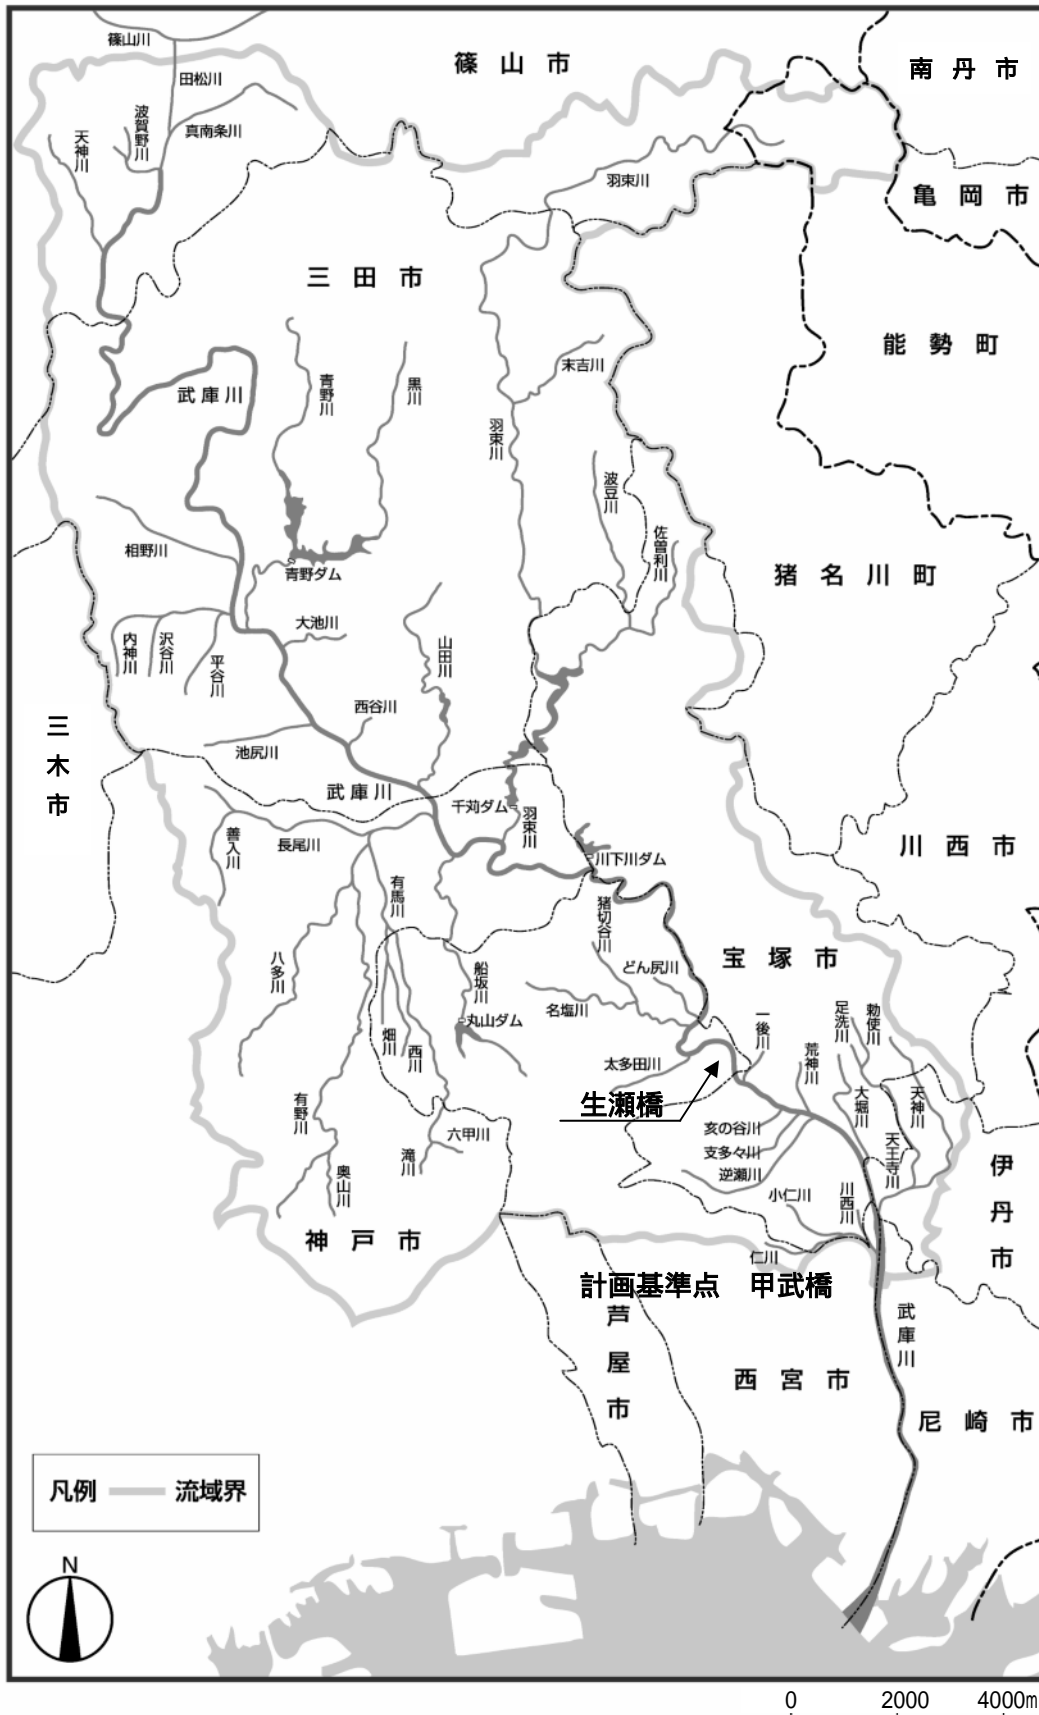 篠山川
篠山市
南丹市
田松川
波賀野川
真南条川
天神川
羽束川
亀岡市
三田市
能勢町
末吉川
武庫川
青野川
黒川
羽束川
波豆川
佐曽利川
相野川
青野ダム
猪名川町
大池川
内神川
沢谷川
平谷川
山田川
西谷川
三木市
池尻川
武庫川
千苅ダム
羽束川
善入川
長尾川
川下川ダム
川西市
有馬川
猪切谷川
宝塚市
八多川
船坂川
どん尻川
名塩川
丸山ダム
一後川
足洗川
勅使川
畑川
西川
太多田川
荒神川
生瀬橋
大堀川
天神川
有野川
六甲川
滝川
亥の谷川
支多々川
逆瀬川
天王寺川
伊丹市
奥山川
小仁川
川西川
神戸市
仁川
計画基準点　甲武橋
芦屋市
武庫川
西宮市
尼崎市
凡例
流域界
N
0 2000 4000m